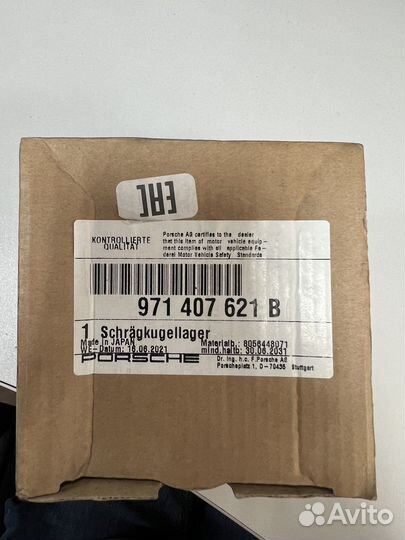 EAC
KONTROLLIERTE
QUALITÄT
Porsche AG certifies to the dealer
that this item of motor vehicle equip-
ment complies with all applicable Fe-
deral Motor Vehicle Safety Standards
971 407 621 B
1 Schrägkugellager
Made in JAPAN
Materialb.: 8056448071
WE-Datum: 16.06.2021
mind.haltb: 30.06.2031
PORSCHE
Dr. Ing. h.c. F. Porsche AG
Porscheplatz 1, D-70435 Stuttgart
Avito